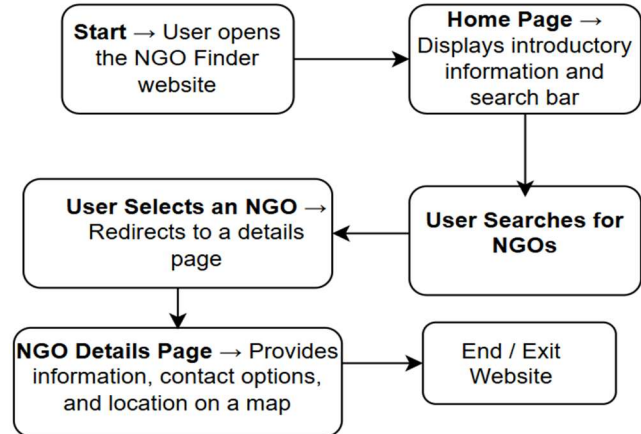 Start → User opens
the NGO Finder
website
Home Page →
Displays introductory
information and
search bar
User Searches for
NGOs
User Selects an NGO →
Redirects to a details
page
NGO Details Page → Provides
information, contact options,
and location on a map
End / Exit
Website